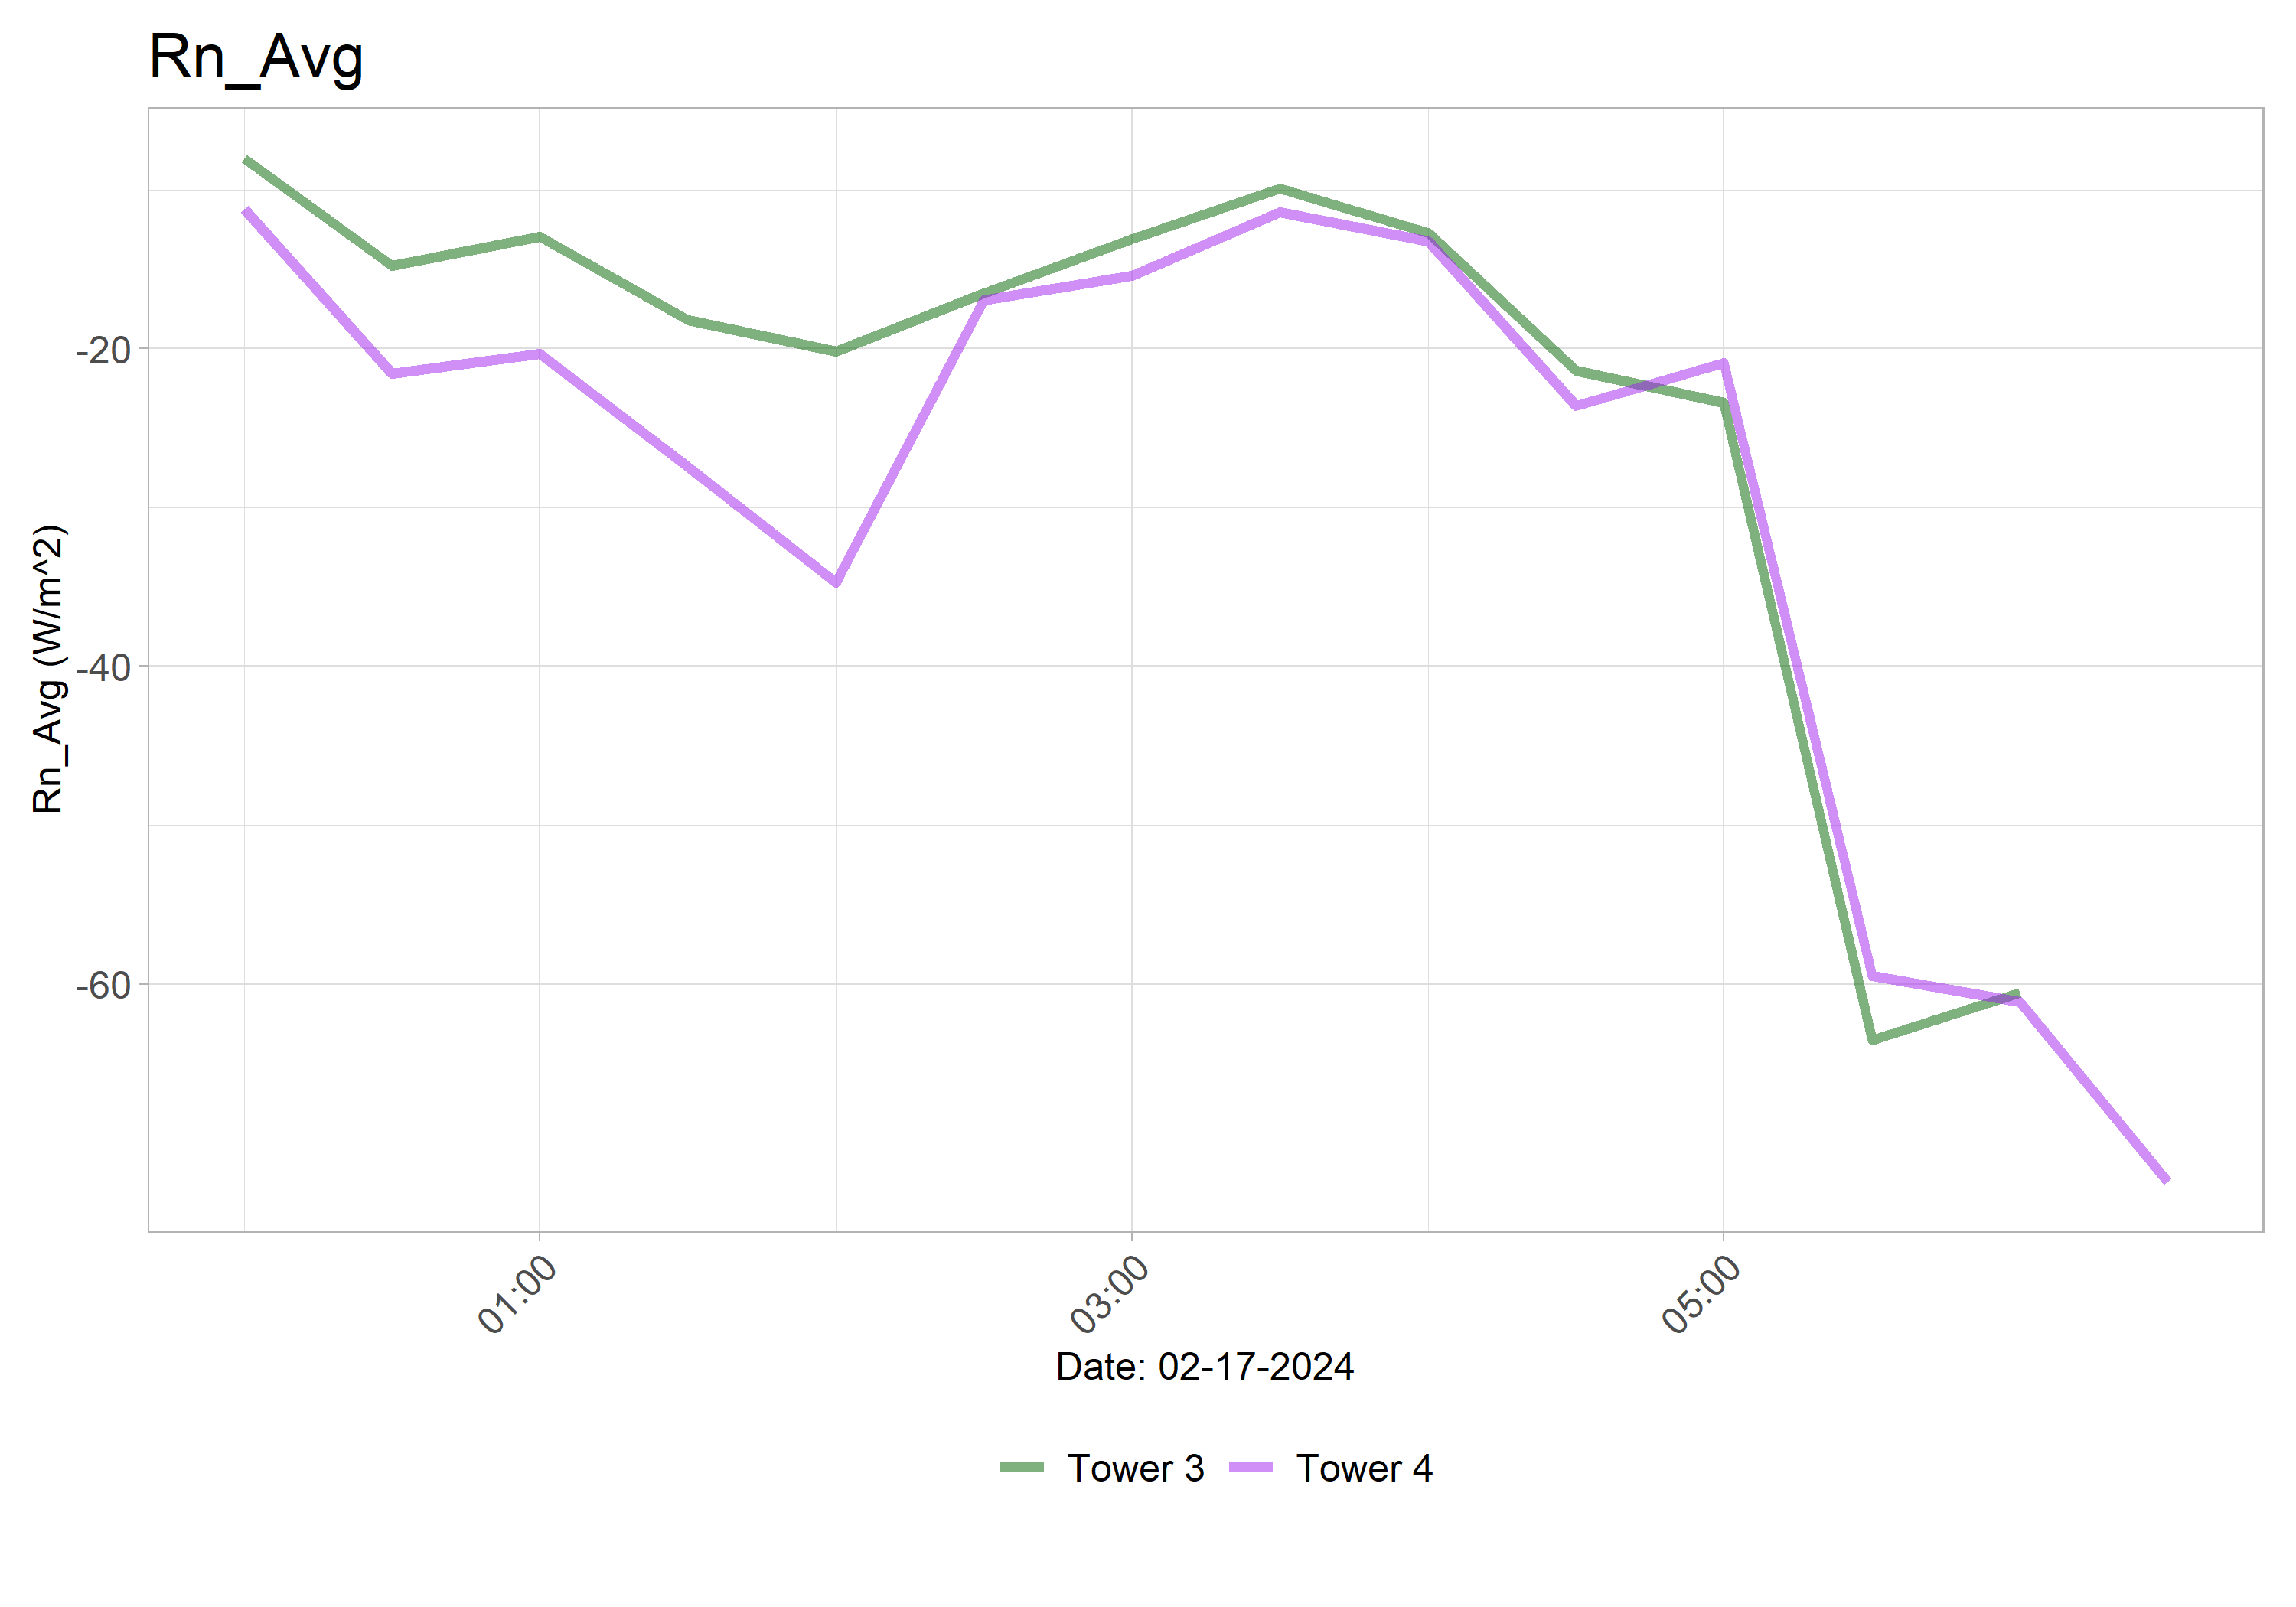 Rn_Avg
Rn_Avg (W/m^2)
-20
-40
-60
01:00
03:00
05:00
Date: 02-17-2024
Tower 3
Tower 4